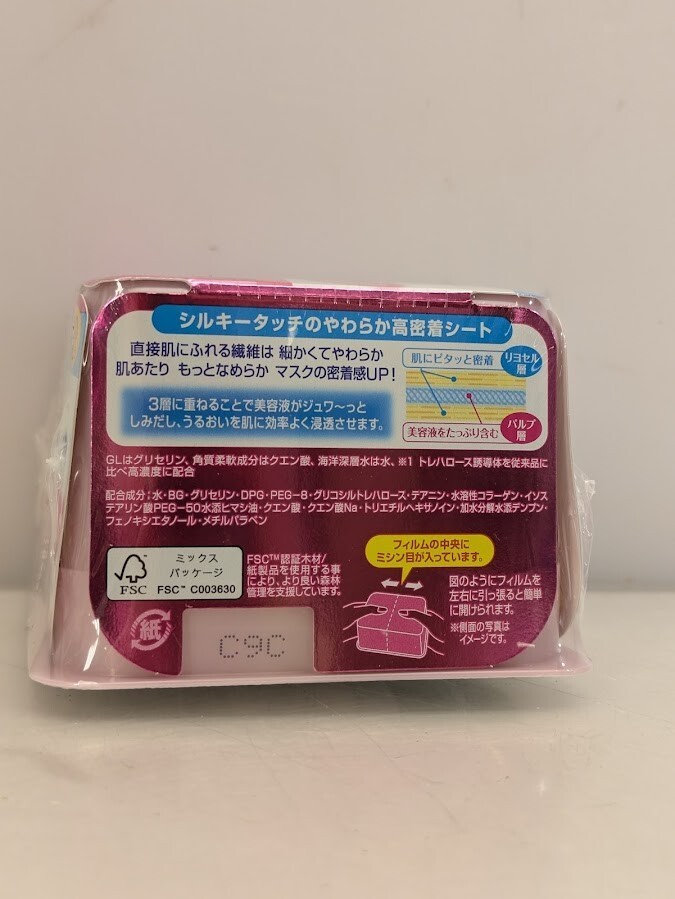 シルキータッチのやわらか高密着シート
直接肌にふれる繊維は 細かくてやわらか
肌あたり もっとなめらか マスクの密着感UP!
肌にピタッと密着
リヨセル
層
3層に重ねることで美容液がジュワ〜っと
しみだし、うるおいを肌に効率よく浸透させます。
美容液をたっぷり含む
パルプ
層
GLはグリセリン、角質柔軟成分はクエン酸、海洋深層水は水、※1 トレハロース誘導体を従来品に
比べ高濃度に配合
配合成分:水・BG・グリセリン・DPG・PEG−8・グリコシルトレハロース・テアニン・水溶性コラーゲン・イソス
テアリン酸PEG−50水添ヒマシ油・クエン酸・クエン酸Na・トリエチルヘキサノイン・加水分解水添デンプン・
フェノキシエタノール・メチルパラベン
FSC
ミックス
パッケージ
FSC™ C003630
FSC™認証木材/
紙製品を使用する事
により、より良い森林
管理を支援しています。
フィルムの中央に
ミシン目が入っています。
図のようにフィルムを
左右に引っ張ると簡単
に開けられます。
※側面の写真は
イメージです。
紙
C9C